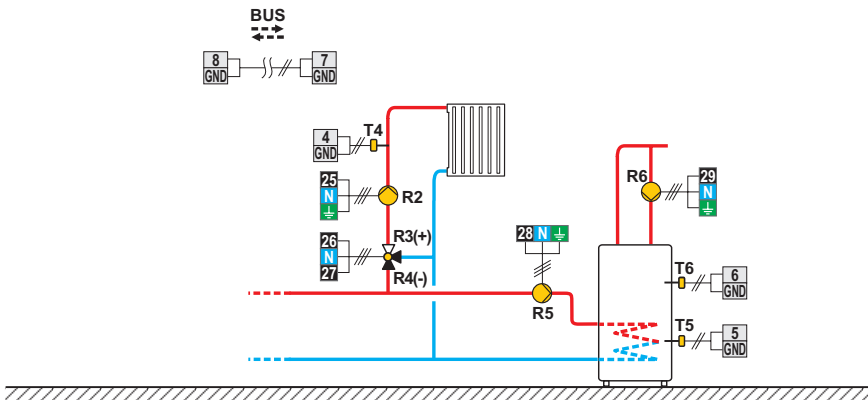 BUS
8
GND
7
GND
4
GND
T4
25
N
R2
26
N
27
R3(+)
R4(-)
28 N
R5
R6
29
N
T6
6
GND
T5
5
GND